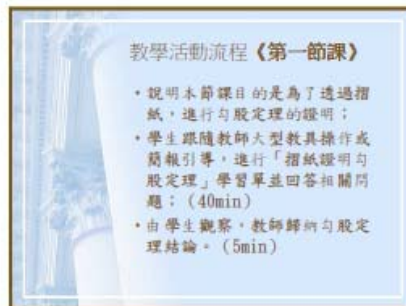 教學活動流程《第一節課》
•說明本節課目的是為了透過摺
紙，進行勾股定理的證明；
•學生跟隨教師大型教具操作或
簡報引導，進行「摺紙證明勾
股定理」學習單並回答相關問
題；（40min）
•由學生觀察，教師歸納勾股定
理結論。（5min）